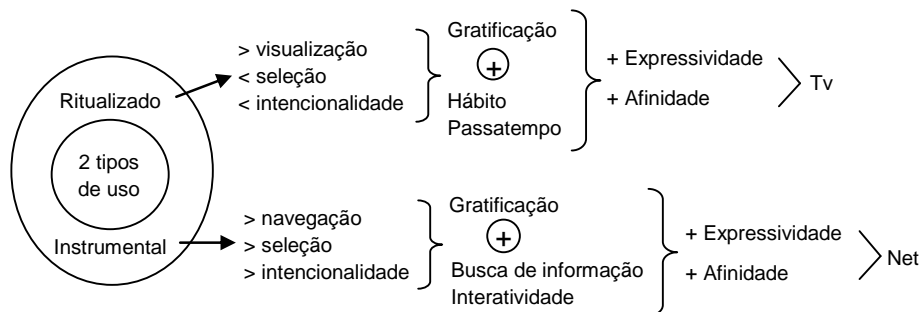 Ritualizado
2 tipos
de uso
Instrumental
> visualização
< seleção
< intencionalidade
Gratificação
+
Hábito
Passatempo
+ Expressividade
+ Afinidade
Tv
> navegação
> seleção
> intencionalidade
Gratificação
+
Busca de informação
Interatividade
+ Expressividade
+ Afinidade
Net